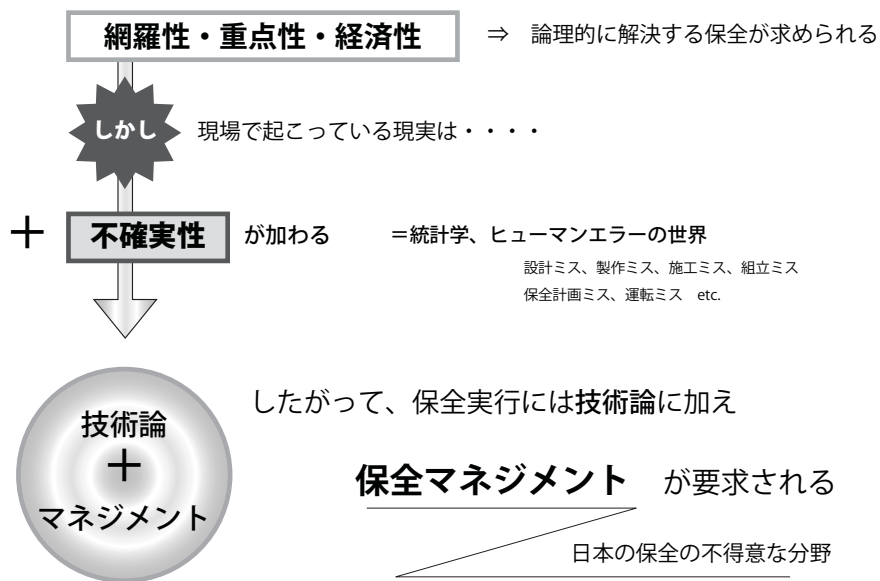 網羅性・重点性・経済性 ⇒ 論理的に解決する保全が求められる
しかし 現場で起こっている現実は・・・・
＋ 不確実性 が加わる ＝統計学、ヒューマンエラーの世界
設計ミス、製作ミス、施工ミス、組立ミス
保全計画ミス、運転ミス etc.
技術論
＋
マネジメント
したがって、保全実行には技術論に加え
保全マネジメント が要求される
日本の保全の不得意な分野